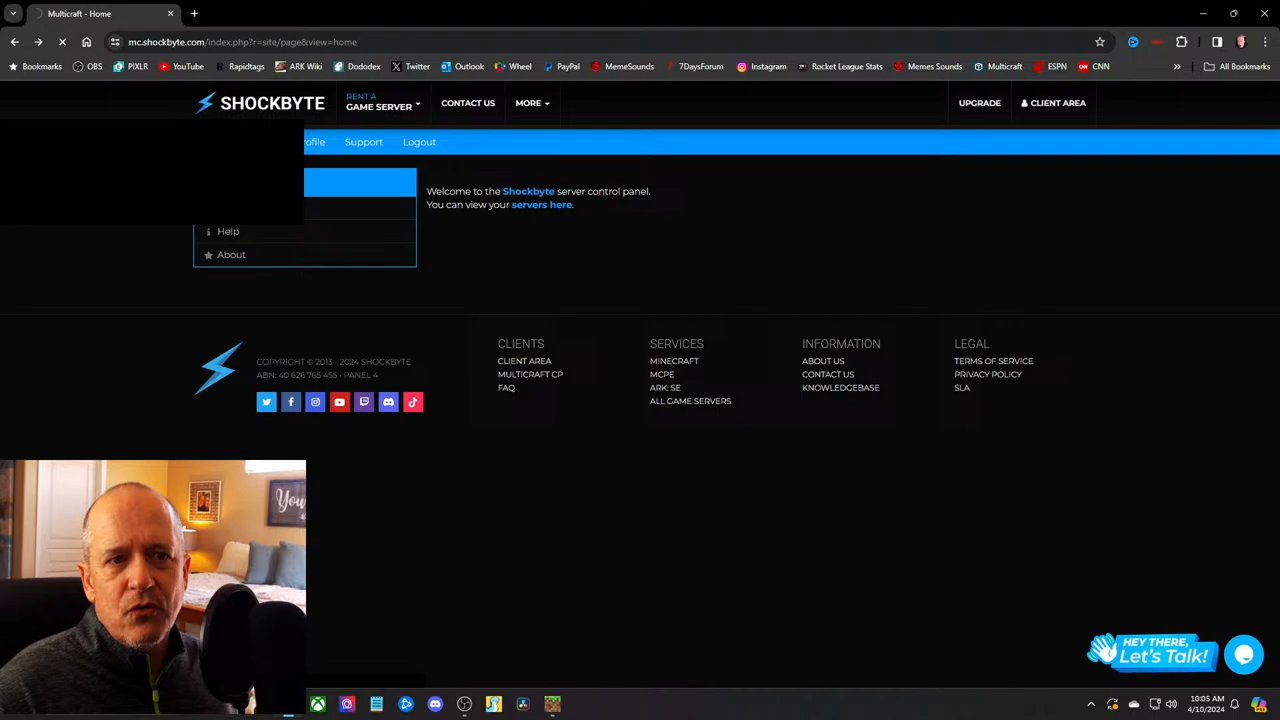 Multicraft - Home
mc.shockbyte.com/index.php?r=site/page&view=home
Bookmarks OBS PIXLR YouTube Rapidtags ARK Wiki Dododex Twitter Outlook Wheel PayPal MemeSounds 7DaysForum Instagram Rocket League Stats Memes Sounds Multicraft ESPN CNN » All Bookmarks
SHOCKBYTE
RENT A
GAME SERVER
CONTACT US
MORE
UPGRADE
CLIENT AREA
ofile Support Logout
Welcome to the Shockbyte server control panel.
You can view your servers here.
Help
About
COPYRIGHT © 2013 - 2024 SHOCKBYTE
ABN: 40 626 765 455 - PANEL 4
CLIENTS
CLIENT AREA
MULTICRAFT CP
FAQ
SERVICES
MINECRAFT
MCPE
ARK: SE
ALL GAME SERVERS
INFORMATION
ABOUT US
CONTACT US
KNOWLEDGEBASE
LEGAL
TERMS OF SERVICE
PRIVACY POLICY
SLA
You
HEY THERE,
Let's Talk!
10:05 AM
4/10/2024